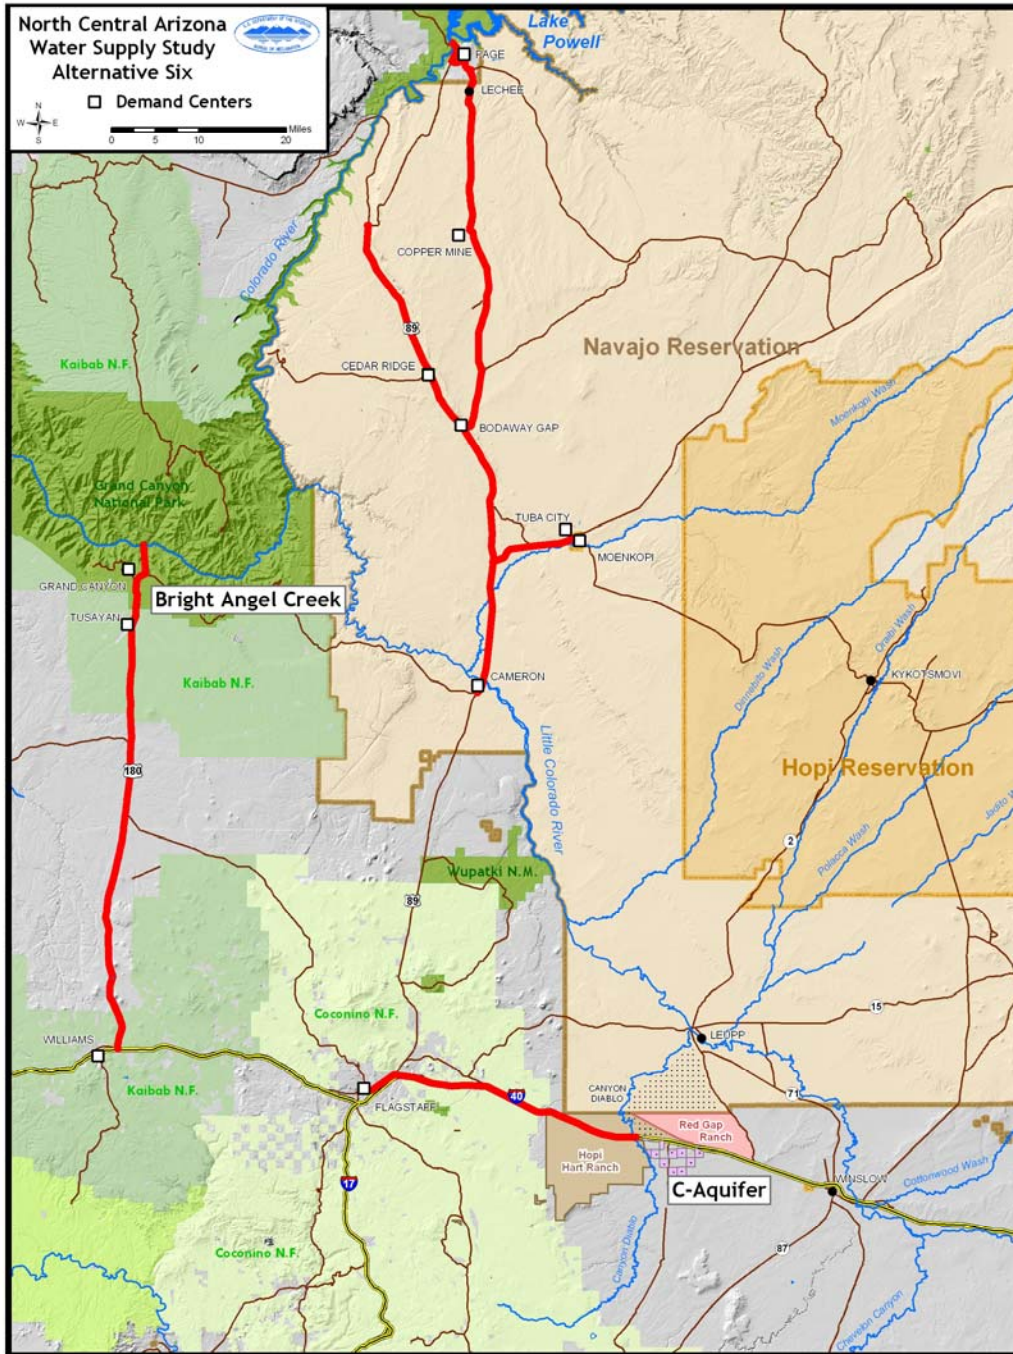 North Central Arizona
Water Supply Study
Alternative Six
Demand Centers
N
W
E
S
0
5
10
20
Miles
Lake
Powell
PAGE
LECHEE
Colorado River
COPPER MINE
89
Navajo Reservation
Kaibab N.F.
CEDAR RIDGE
Moenkopi Wash
BODAWAY GAP
Grand Canyon
National Park
TUBA CITY
MOENKOPI
GRAND CANYON
Bright Angel Creek
TUSAYAN
Oraibi Wash
Dinnebito Wash
Kaibab N.F.
CAMERON
KYKOTSMOVI
180
Little Colorado River
Hopi Reservation
Jadito W
2
Polacca Wash
Wupatki N.M.
89
15
Coconino N.F.
WILLIAMS
LEUPP
Kaibab N.F.
FLAGSTAFF
40
CANYON
DIABLO
71
Red Gap
Ranch
Hopi
Hart Ranch
17
C-Aquifer
WINSLOW
Cottonwood Wash
Coconino N.F.
Canyon Diablo
87
Chevelon Canyon